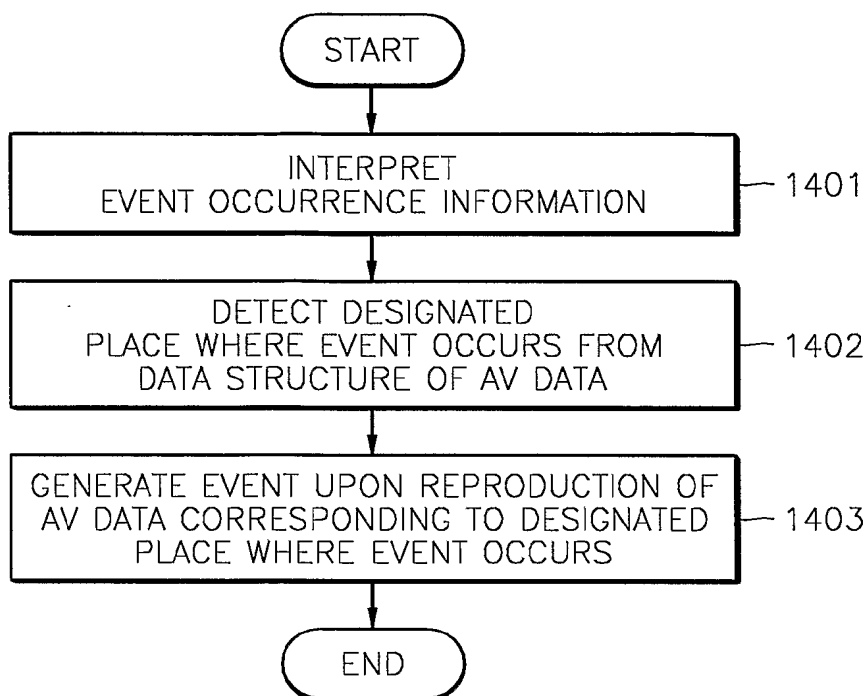 START
INTERPRET
EVENT OCCURRENCE INFORMATION
1401
DETECT DESIGNATED
PLACE WHERE EVENT OCCURS FROM
DATA STRUCTURE OF AV DATA
1402
GENERATE EVENT UPON REPRODUCTION OF
AV DATA CORRESPONDING TO DESIGNATED
PLACE WHERE EVENT OCCURS
1403
END